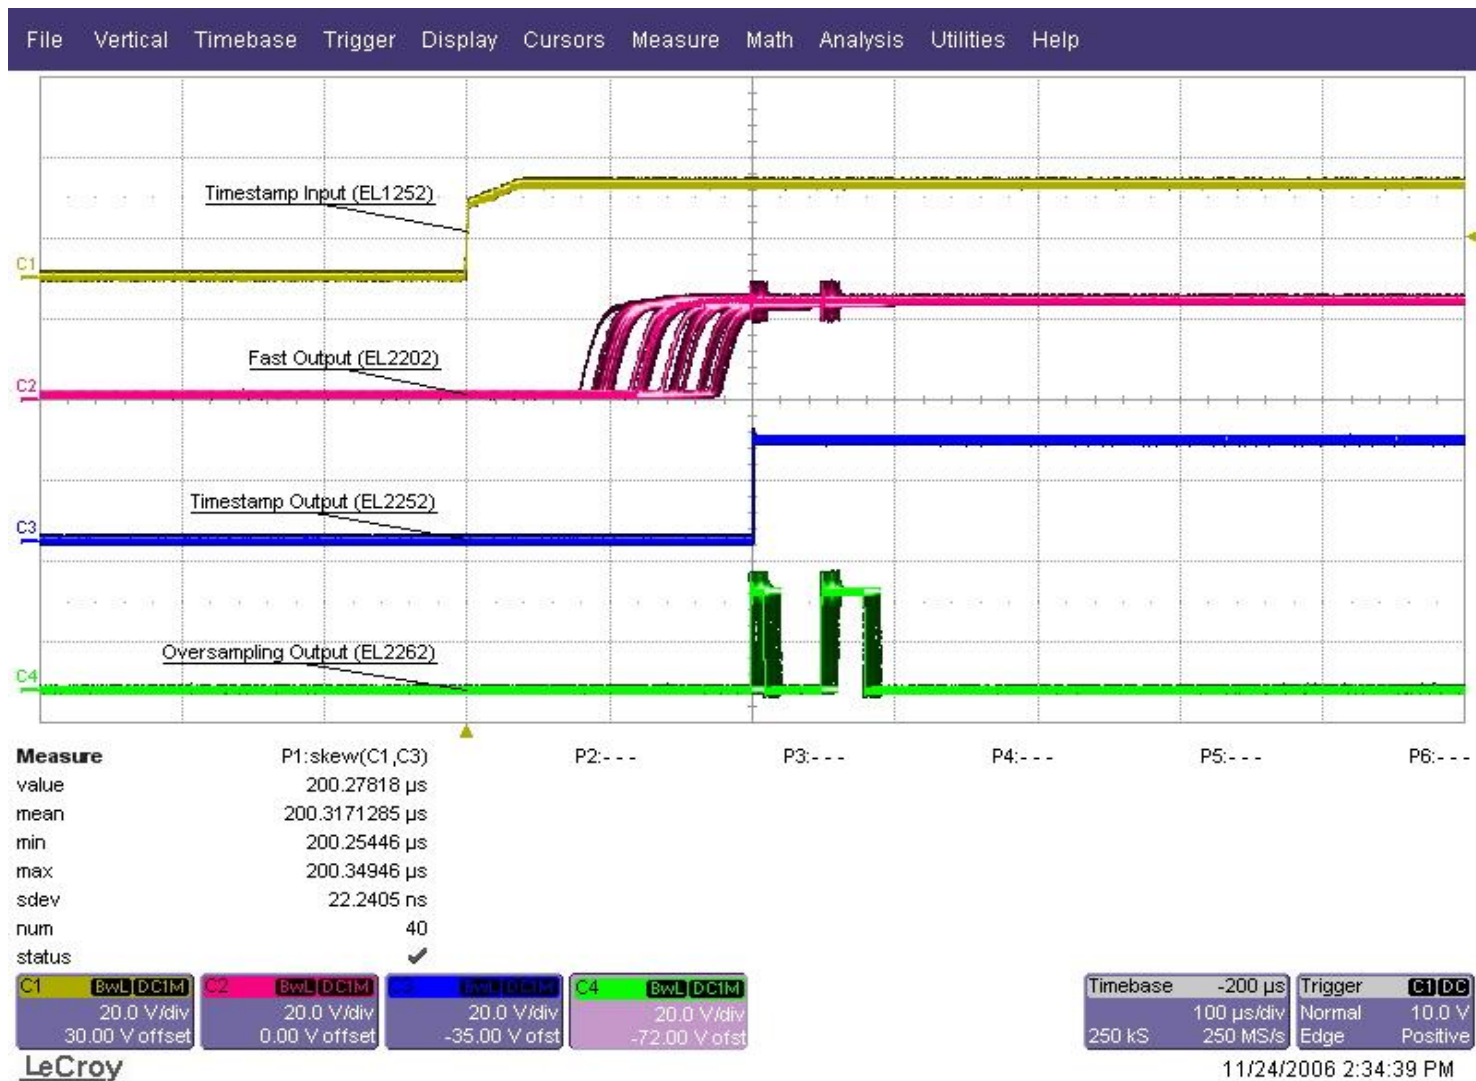 File Vertical Timebase Trigger Display Cursors Measure Math Analysis Utilities Help
Timestamp Input (EL1252)
C1
Fast Output (EL2202)
C2
Timestamp Output (EL2252)
C3
Oversampling Output (EL2262)
C4
Measure P1:skew(C1,C3) P2:- - - P3:- - - P4:- - - P5:- - - P6:- - -
value 200.27818 µs
mean 200.3171285 µs
min 200.25446 µs
max 200.34946 µs
sdev 22.2405 ns
num 40
status ✔
C1 BwL DC1M C2 BwL DC1M C3 BwL DC1M C4 BwL DC1M Timebase -200 µs Trigger C1 DC
20.0 V/div 20.0 V/div 20.0 V/div 20.0 V/div 100 µs/div Normal 10.0 V
30.00 V offset 0.00 V offset -35.00 V ofst -72.00 V ofst 250 kS 250 MS/s Edge Positive
LeCroy 11/24/2006 2:34:39 PM